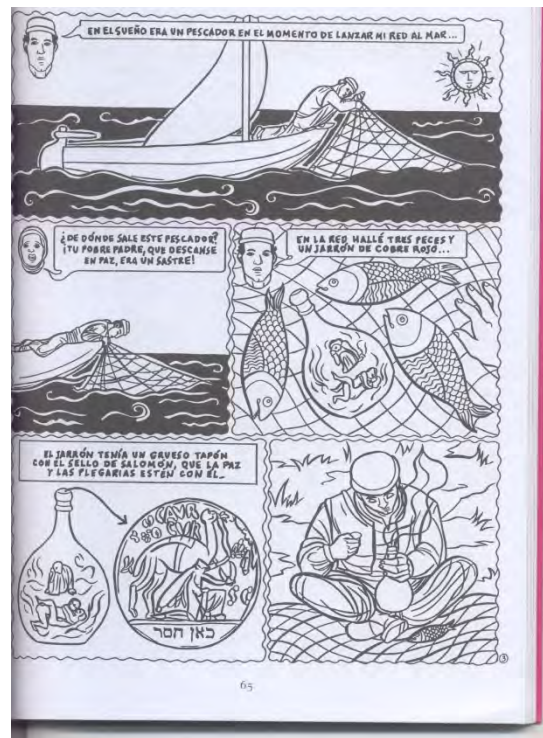 EN EL SUEÑO ERA UN PESCADOR EN EL MOMENTO DE LANZAR MI RED AL MAR...
¿DE DÓNDE SALE ESTE PESCADOR?
¡TU POBRE PADRE, QUE DESCANSE
EN PAZ, ERA UN SASTRE!
EN LA RED HALLÉ TRES PECES Y
UN JARRÓN DE COBRE ROJO...
EL JARRÓN TENÍA UN GRUESO TAPÓN
CON EL SELLO DE SALOMÓN, QUE LA PAZ
Y LAS PLEGARIAS ESTÉN CON ÉL...
כאן חסר
3
65